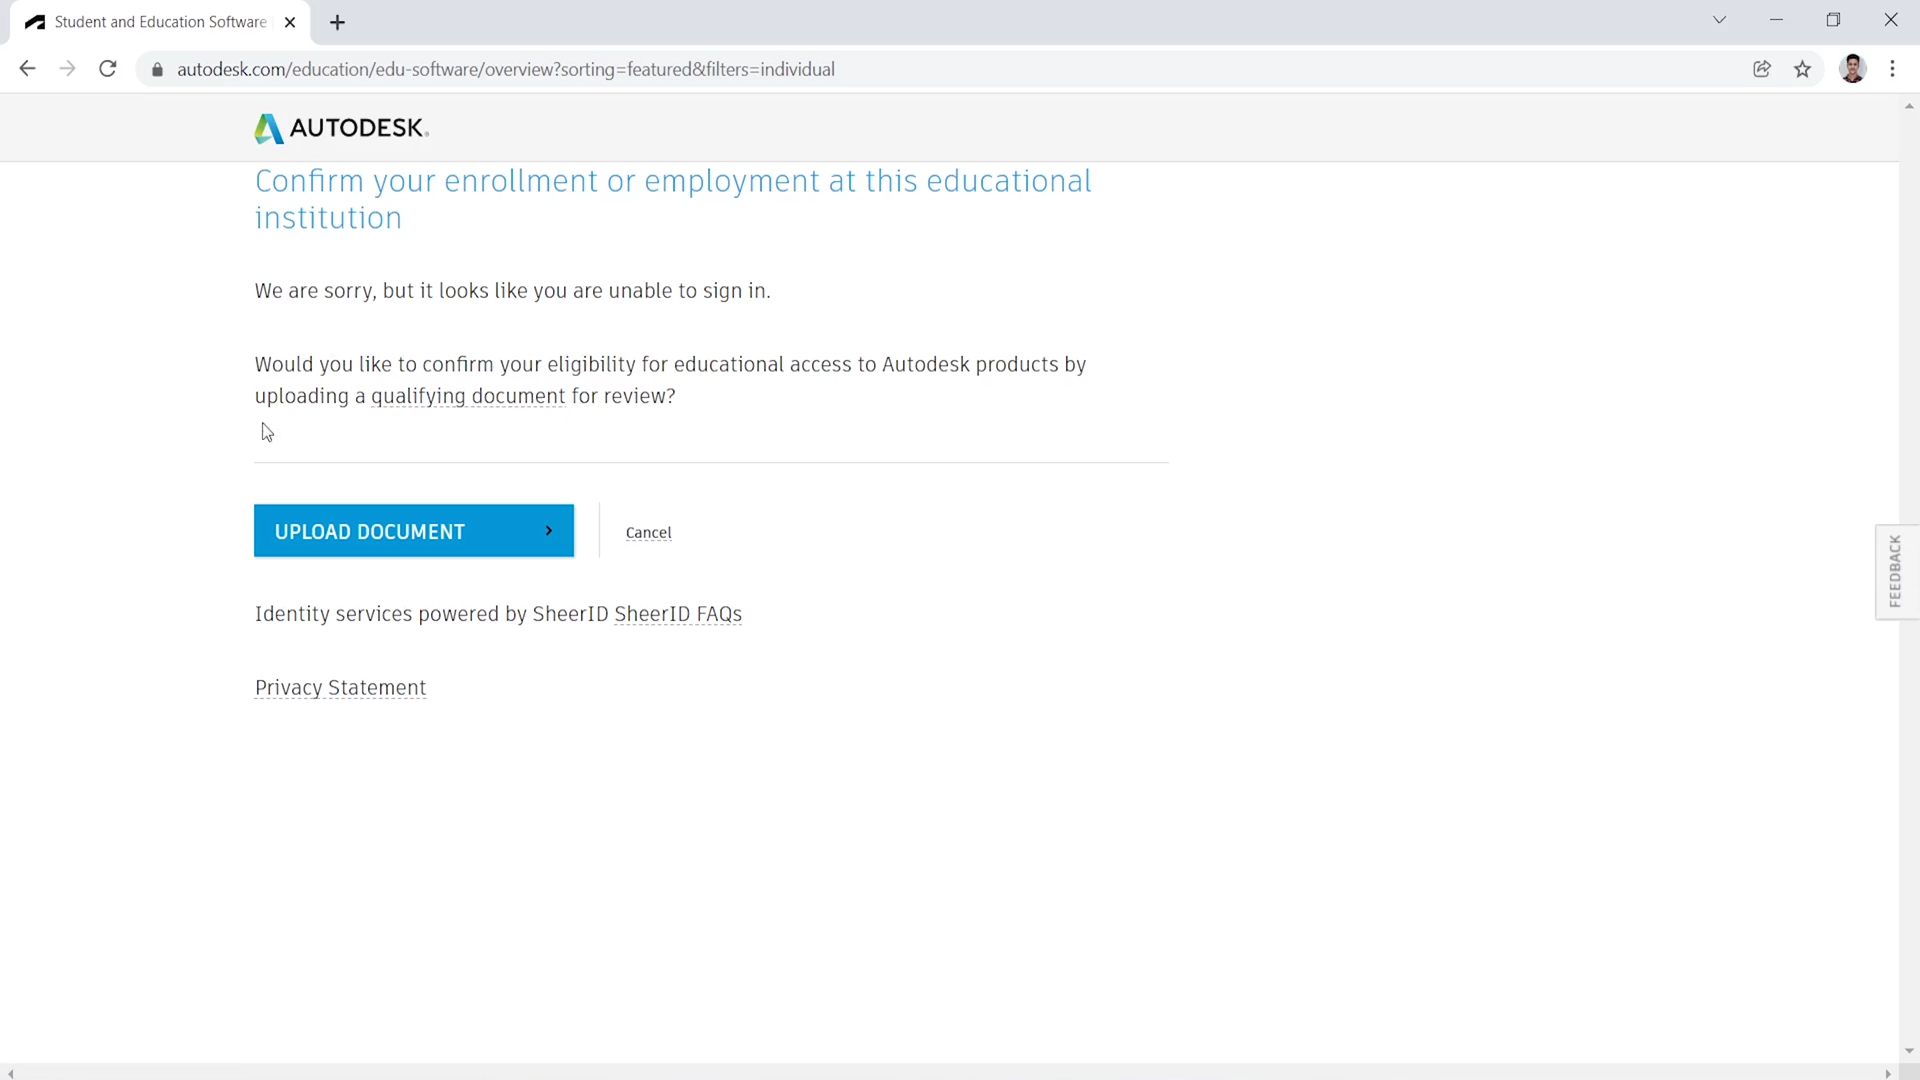 Student and Education Software
autodesk.com/education/edu-software/overview?sorting=featured&filters=individual
AUTODESK.
Confirm your enrollment or employment at this educational
institution
We are sorry, but it looks like you are unable to sign in.
Would you like to confirm your eligibility for educational access to Autodesk products by
uploading a qualifying document for review?
UPLOAD DOCUMENT
Cancel
FEEDBACK
Identity services powered by SheerID SheerID FAQs
Privacy Statement